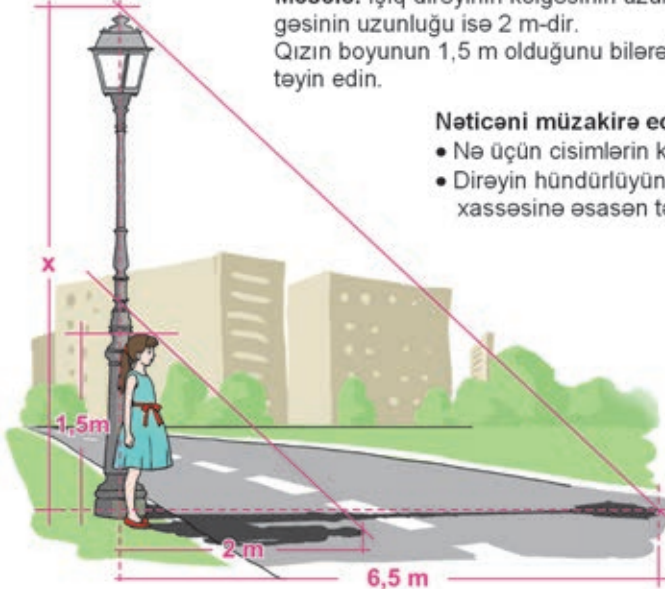 gəsinin uzunluğu isə 2 m-dir.
Qızın boyunun 1,5 m olduğunu bilərə
təyin edin.
Nəticəni müzakirə ed
• Nə üçün cisimlərin k
• Dirəyin hündürlüyün
xassəsinə əsasən tə
x
1,5m
2 m
6,5 m